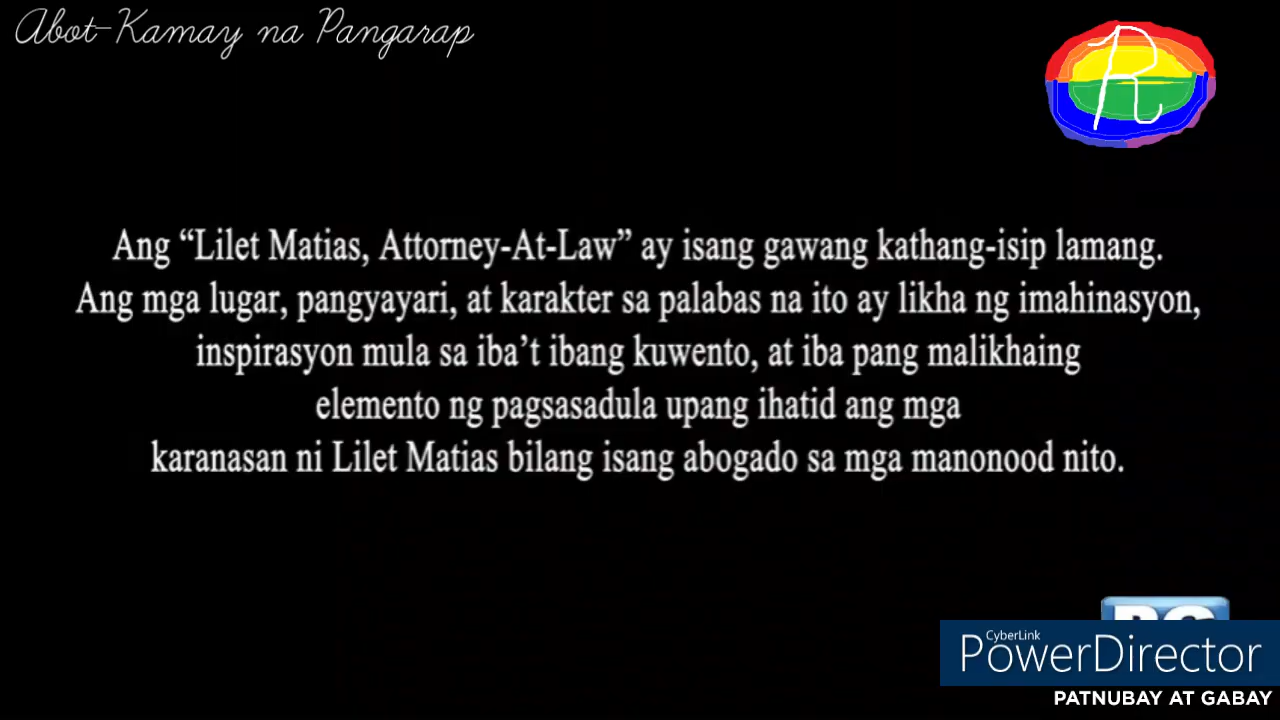 Abot-Kamay na Pangarap
R
Ang “Lilet Matias, Attorney-At-Law” ay isang gawang kathang-isip lamang.
Ang mga lugar, pangyayari, at karakter sa palabas na ito ay likha ng imahinasyon,
inspirasyon mula sa iba’t ibang kuwento, at iba pang malikhaing
elemento ng pagsasadula upang ihatid ang mga
karanasan ni Lilet Matias bilang isang abogado sa mga manonood nito.
CyberLink
PowerDirector
PATNUBAY AT GABAY